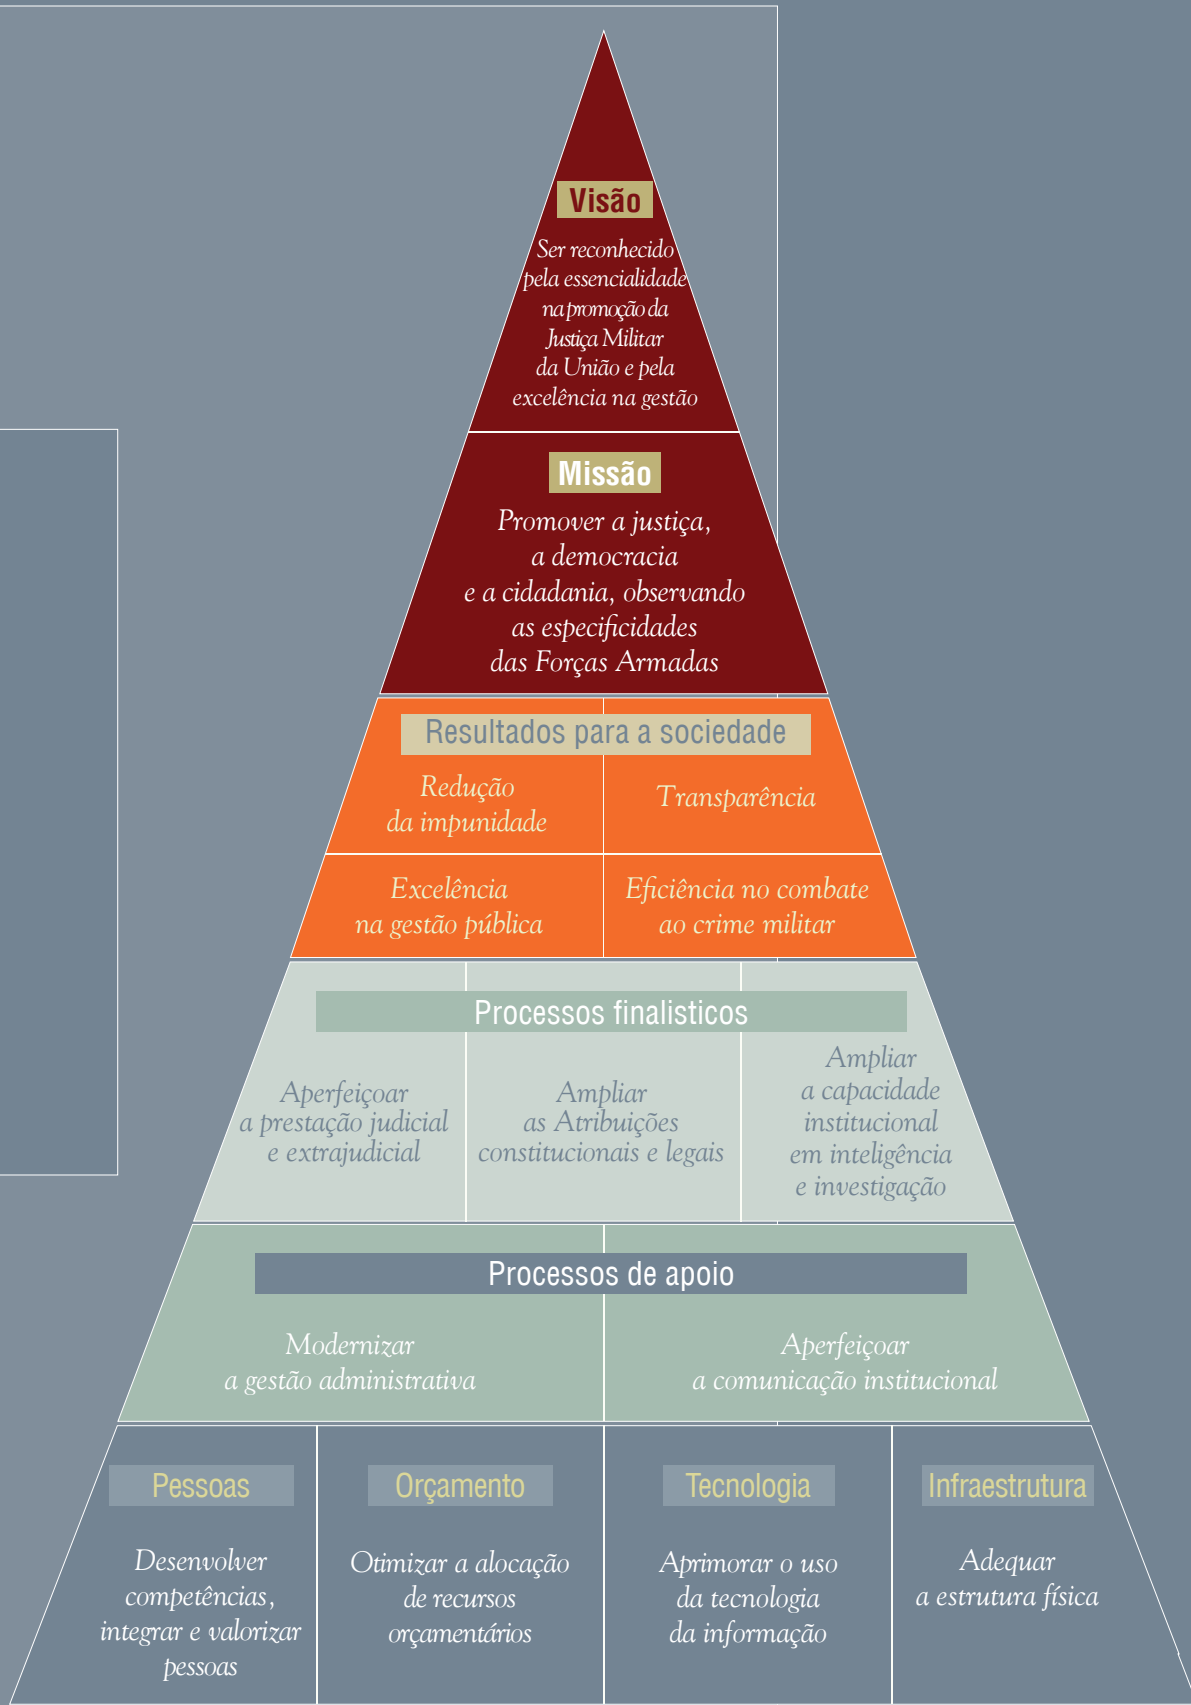 Visão
Ser reconhecido
pela essencialidade
na promoção da
Justiça Militar
da União e pela
excelência na gestão
Missão
Promover a justiça,
a democracia
e a cidadania, observando
as especificidades
das Forças Armadas
Resultados para a sociedade
Redução
da impunidade
Transparência
Excelência
na gestão pública
Eficiência no combate
ao crime militar
Processos finalisticos
Aperfeiçoar
a prestação judicial
e extrajudicial
Ampliar
as Atribuições
constitucionais e legais
Ampliar
a capacidade
institucional
em inteligência
e investigação
Processos de apoio
Modernizar
a gestão administrativa
Aperfeiçoar
a comunicação institucional
Pessoas
Desenvolver
competências,
integrar e valorizar
pessoas
Orçamento
Otimizar a alocação
de recursos
orçamentários
Tecnologia
Aprimorar o uso
da tecnologia
da informação
Infraestrutura
Adequar
a estrutura física